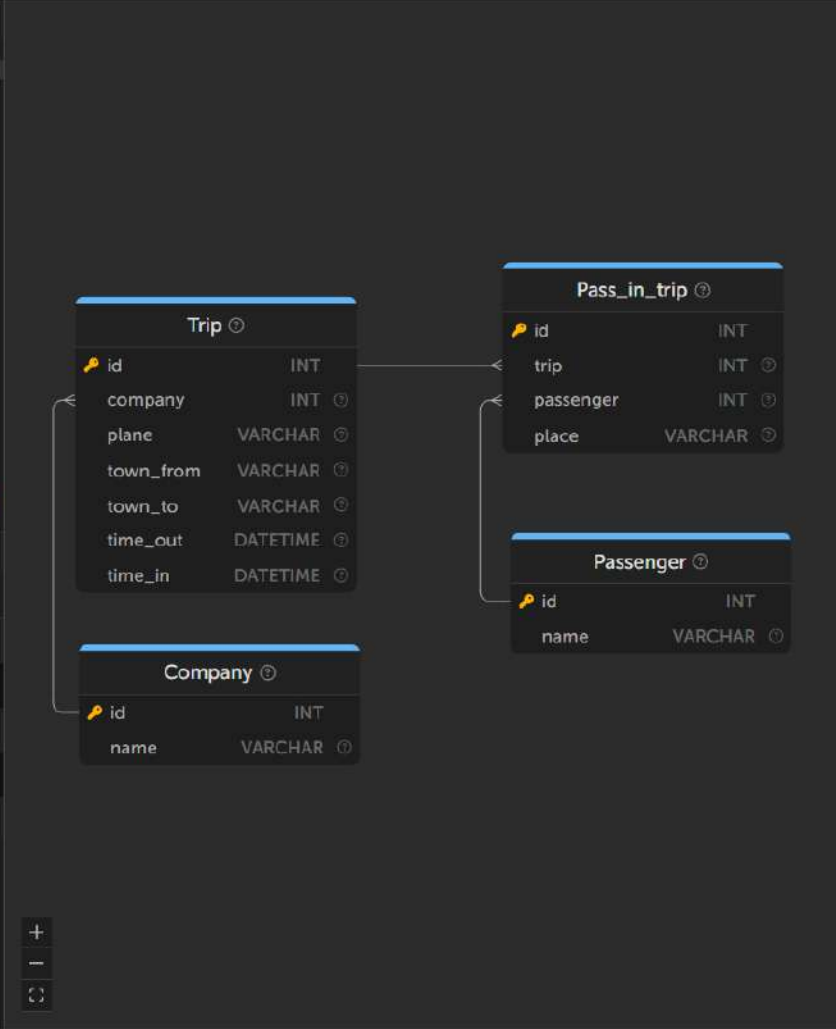 Trip
id INT
company INT
plane VARCHAR
town_from VARCHAR
town_to VARCHAR
time_out DATETIME
time_in DATETIME
Company
id INT
name VARCHAR
Pass_in_trip
id INT
trip INT
passenger INT
place VARCHAR
Passenger
id INT
name VARCHAR